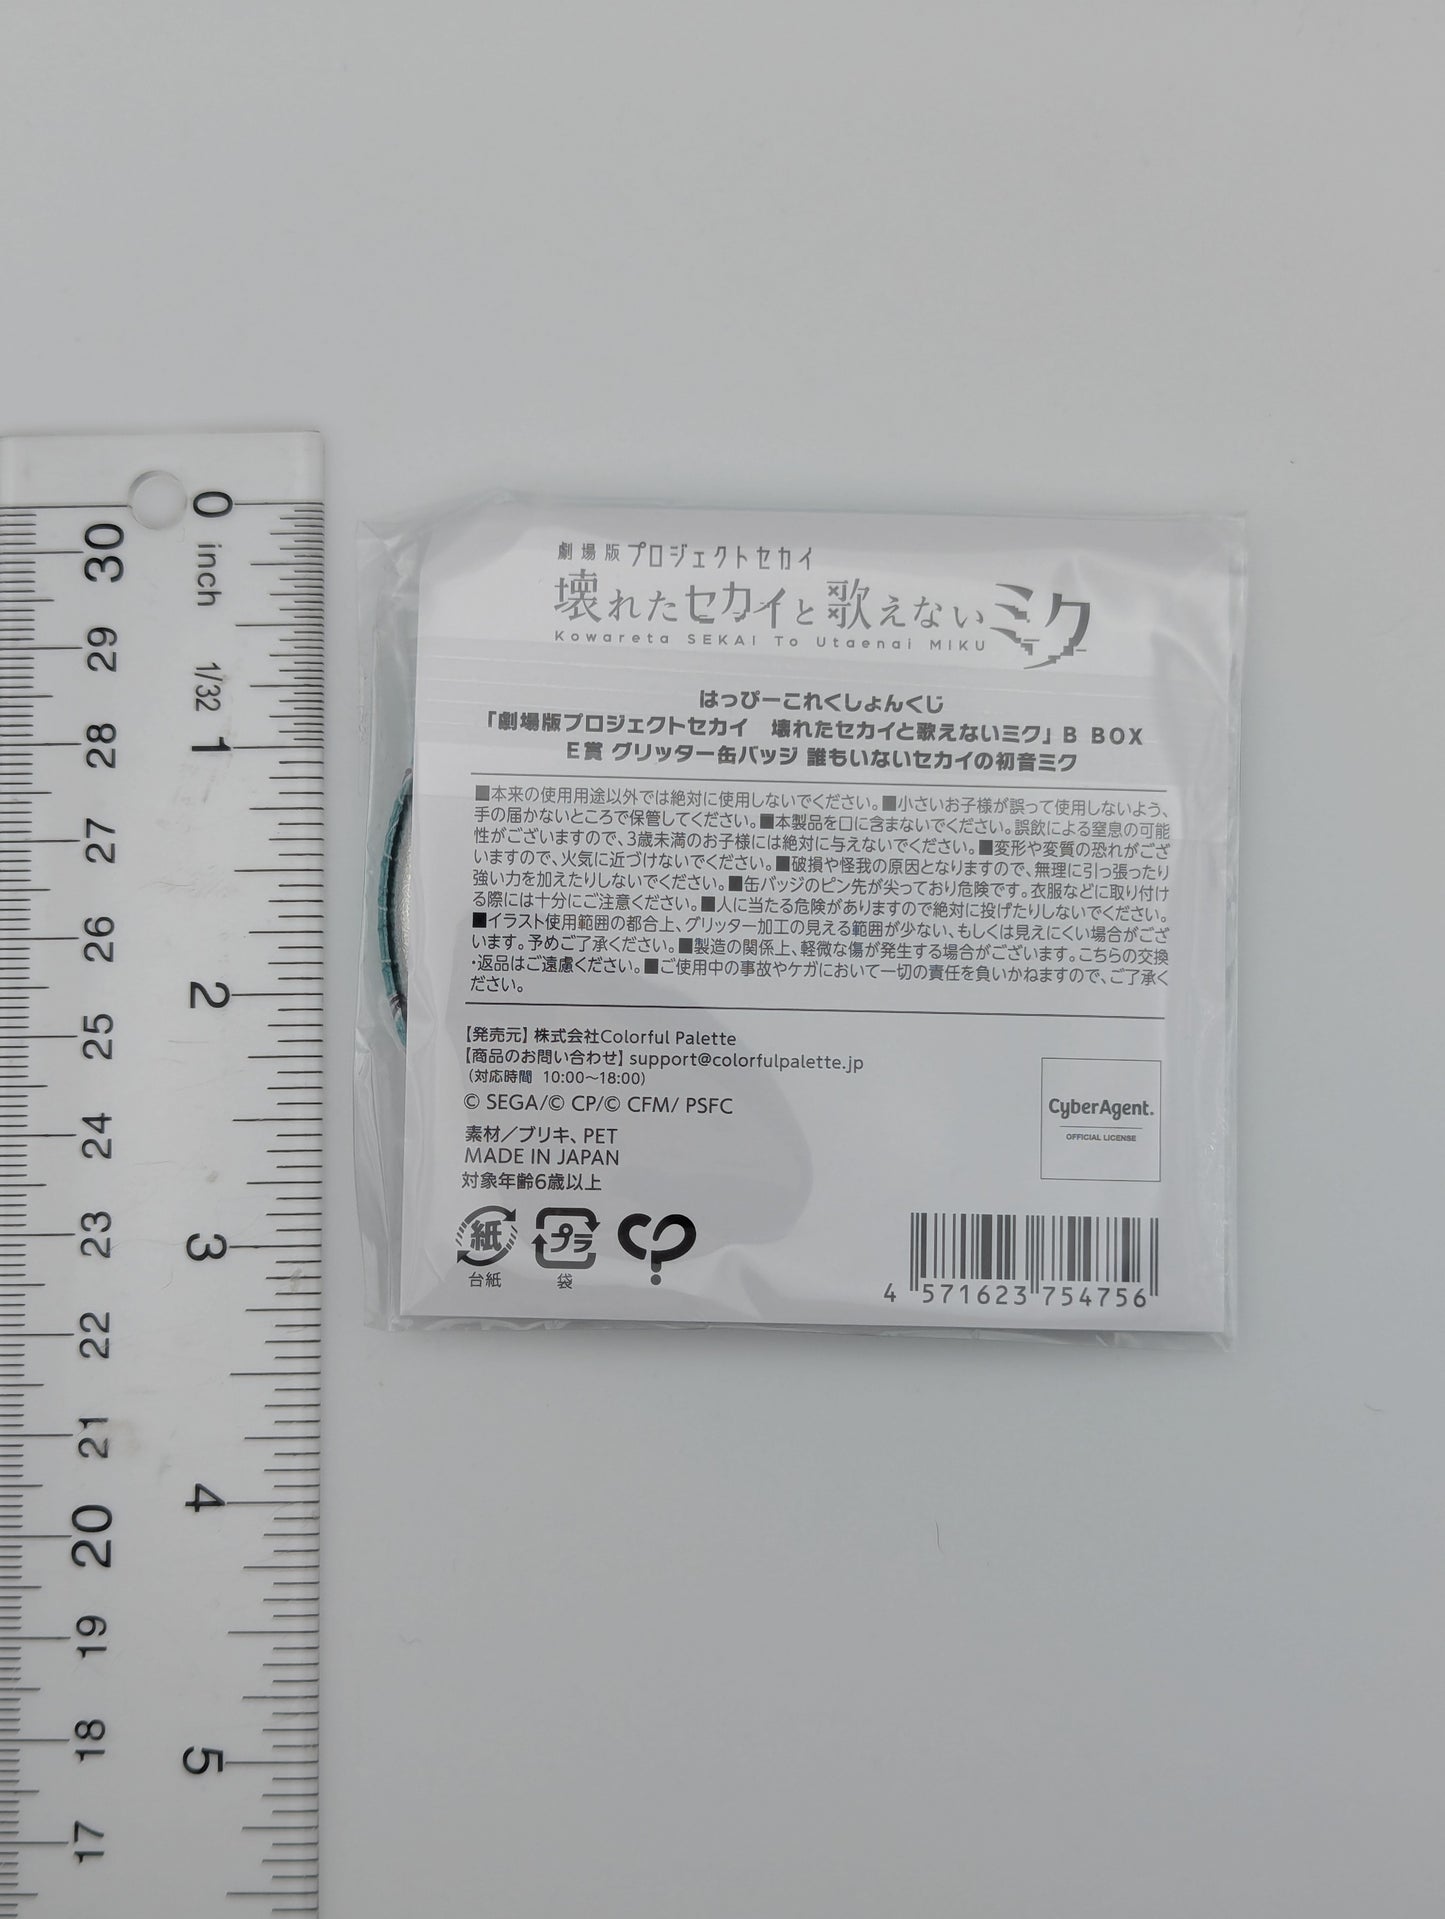 劇場版プロジェクトセカイ
壊れたセカイと歌えないミク
Kowareta SEKAI To Utaenai MIKU
はっぴーこれくしょんくじ
「劇場版プロジェクトセカイ 壊れたセカイと歌えないミク」B BOX
E賞 グリッター缶バッジ 誰もいないセカイの初音ミク
■本来の使用用途以外では絶対に使用しないでください。■小さいお子様が誤って使用しないよう、
手の届かないところで保管してください。■本製品を口に含まないでください。誤飲による窒息の可能
性がございますので、3歳未満のお子様には絶対に与えないでください。■変形や変質の恐れがござ
いますので、火気に近づけないでください。■破損や怪我の原因となりますので、無理に引っ張ったり
強い力を加えたりしないでください。■缶バッジのピン先が尖っており危険です。衣服などに取り付け
る際には十分にご注意ください。■人に当たる危険がありますので絶対に投げたりしないでください。
■イラスト使用範囲の都合上、グリッター加工の見える範囲が少ない、もしくは見えにくい場合がござ
います。予めご了承ください。■製造の関係上、軽微な傷が発生する場合がございます。こちらの交換
・返品はご遠慮ください。■ご使用中の事故やケガにおいて一切の責任を負いかねますので、ご了承く
ださい。
【発売元】株式会社Colorful Palette
【商品のお問い合わせ】support@colorfulpalette.jp
（対応時間 10:00～18:00）
© SEGA/© CP/© CFM/ PSFC
素材／ブリキ、PET
MADE IN JAPAN
対象年齢6歳以上
CyberAgent.
OFFICIAL LICENSE
紙
台紙
プラ
袋
4 571623 754756
0 inch 1/32 1 2 3 4 5
30 29 28 27 26 25 24 23 22 21 20 19 18 17